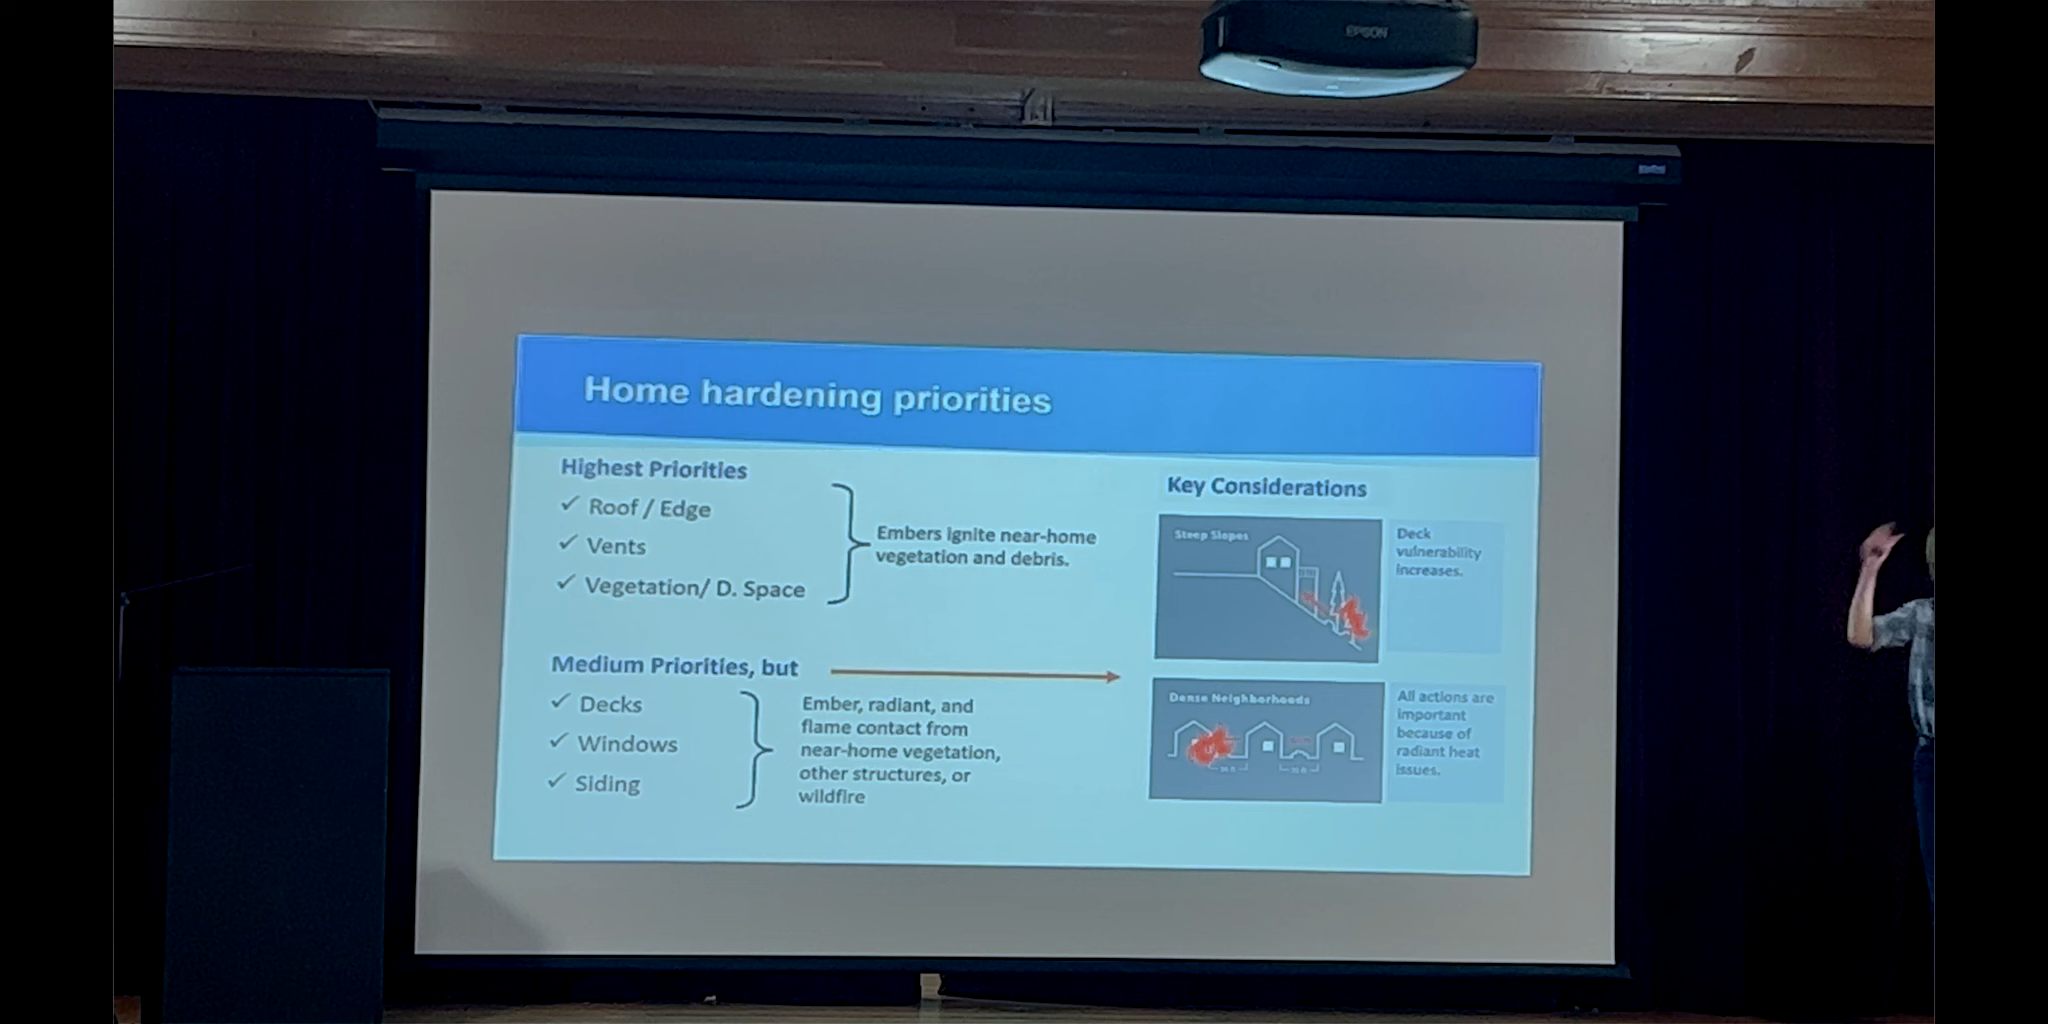 EPSON
Home hardening priorities
Highest Priorities
✓ Roof / Edge
✓ Vents
✓ Vegetation/ D. Space
Embers ignite near-home
vegetation and debris.
Medium Priorities, but
✓ Decks
✓ Windows
✓ Siding
Ember, radiant, and
flame contact from
near-home vegetation,
other structures, or
wildfire
Key Considerations
Steep Slopes
Deck
vulnerability
increases.
Dense Neighborhoods
All actions are
important
because of
radiant heat
issues.